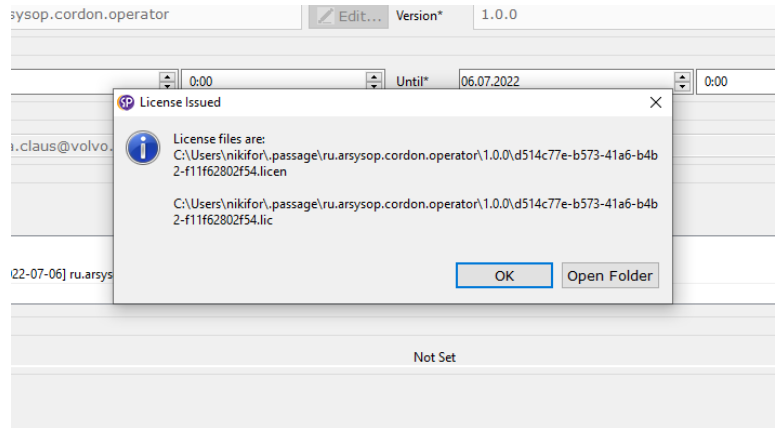 sysop.cordon.operator Edit... Version* 1.0.0
0:00 Until* 06.07.2022 0:00
License Issued
License files are:
C:\Users\nikifor\.passage\ru.arsysop.cordon.operator\1.0.0\d514c77e-b573-41a6-b4b
2-f11f62802f54.licen
a.claus@volvo.
C:\Users\nikifor\.passage\ru.arsysop.cordon.operator\1.0.0\d514c77e-b573-41a6-b4b
2-f11f62802f54.lic
022-07-06] ru.arsys
OK Open Folder
Not Set